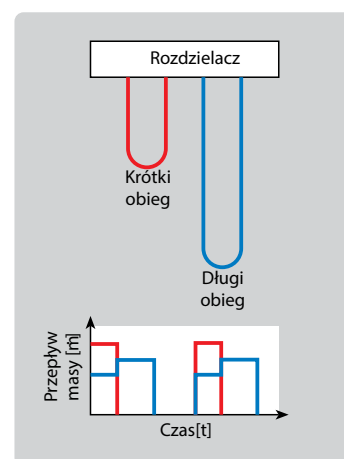 Rozdzielacz
Krótki
obieg
Długi
obieg
Przepływ
masy [ṁ]
Czas[t]